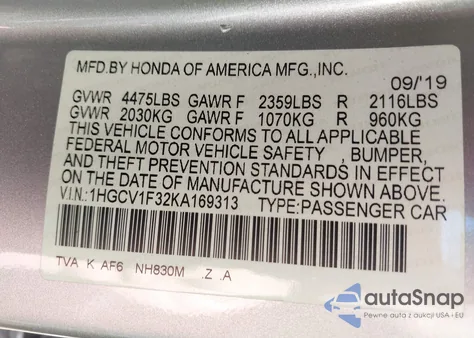 MFD.BY HONDA OF AMERICA MFG.,INC.
09/'19
GVWR 4475LBS GAWR F 2359LBS R 2116LBS
GVWR 2030KG GAWR F 1070KG R 960KG
THIS VEHICLE CONFORMS TO ALL APPLICABLE
FEDERAL MOTOR VEHICLE SAFETY , BUMPER,
AND THEFT PREVENTION STANDARDS IN EFFECT
ON THE DATE OF MANUFACTURE SHOWN ABOVE.
V.I.N.: 1HGCV1F32KA169313 TYPE:PASSENGER CAR
TVA K AF6 NH830M .Z .A
autoSnap
Pewne auta z aukcji USA i EU